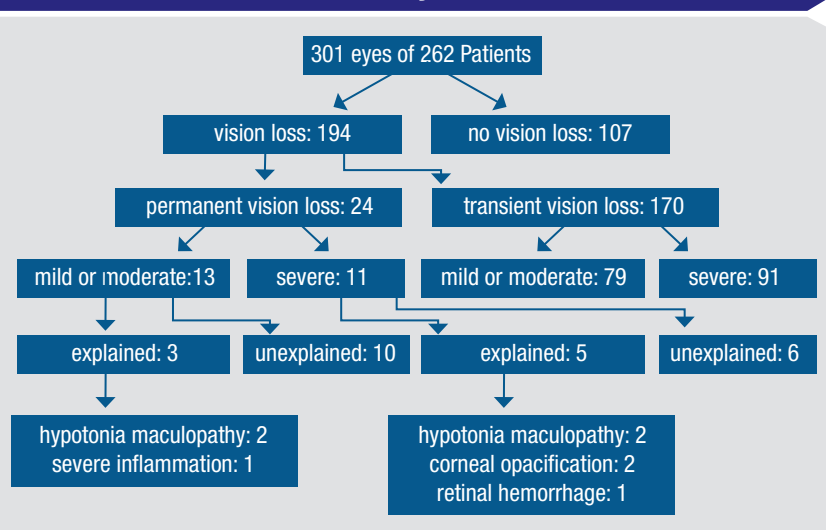 301 eyes of 262 Patients
vision loss: 194
no vision loss: 107
permanent vision loss: 24
transient vision loss: 170
mild or moderate:13
severe: 11
mild or moderate: 79
severe: 91
explained: 3
unexplained: 10
explained: 5
unexplained: 6
hypotonia maculopathy: 2
severe inflammation: 1
hypotonia maculopathy: 2
corneal opacification: 2
retinal hemorrhage: 1